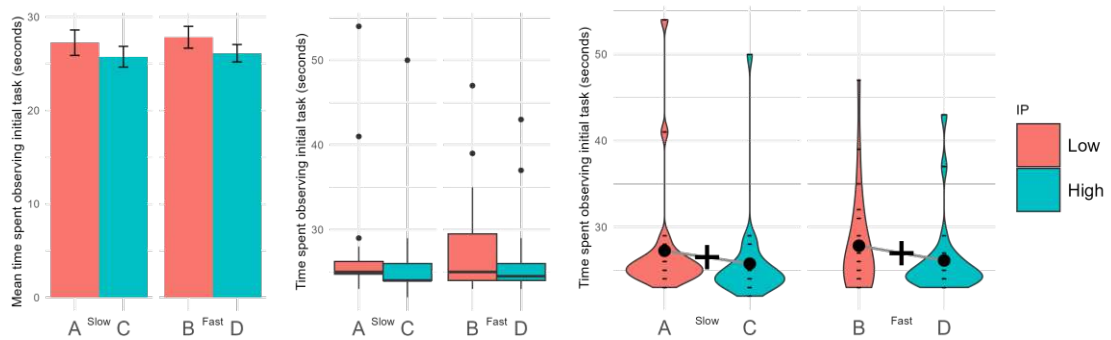 Mean time spent observing initial task (seconds)
30
20
10
0
A Slow C B Fast D
Time spent observing initial task (seconds)
50
40
30
A Slow C B Fast D
Time spent observing initial task (seconds)
50
40
30
A Slow C B Fast D
IP
Low
High